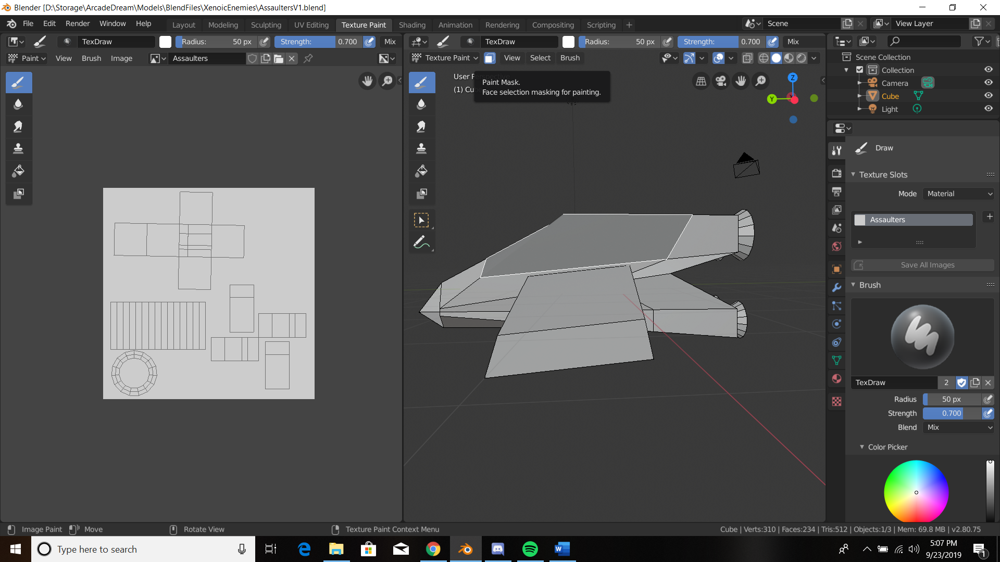 Blender [D:\Storage\ArcadeDream\Models\BlendFiles\XenoicEnemies\AssaultersV1.blend]
File Edit Render Window Help
Layout Modeling Sculpting UV Editing Texture Paint Shading Animation Rendering Compositing Scripting
Scene
View Layer
TexDraw Radius: 50 px Strength: 0.700 Mix
TexDraw Radius: 50 px Strength: 0.700 Mix
Paint View Brush Image Assaulters
Texture Paint View Select Brush
User
(1) Cu
Paint Mask.
Face selection masking for painting.
Z
Y
Scene Collection
Collection
Camera
Cube
Light
Draw
Texture Slots
Mode Material
Assaulters
Save All Images
Brush
TexDraw 2
Radius 50 px
Strength 0.700
Blend Mix
Color Picker
Image Paint Move Rotate View Texture Paint Context Menu
Cube | Verts:310 | Faces:234 | Tris:512 | Objects:1/3 | Mem: 69.8 MB | v2.80.75
Type here to search
5:07 PM
9/23/2019
1